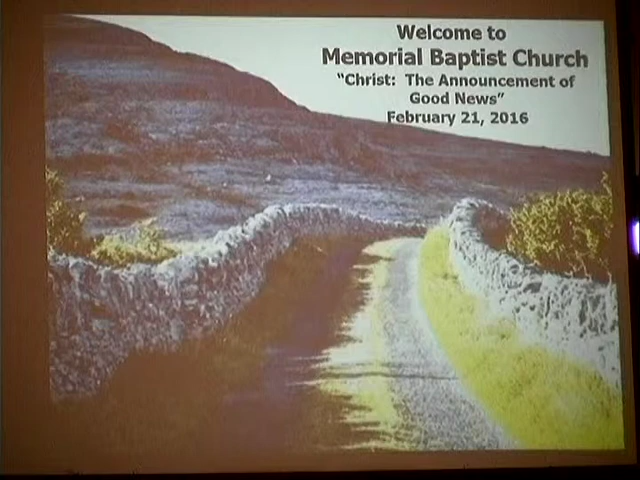 Welcome to
Memorial Baptist Church
“Christ: The Announcement of
Good News”
February 21, 2016